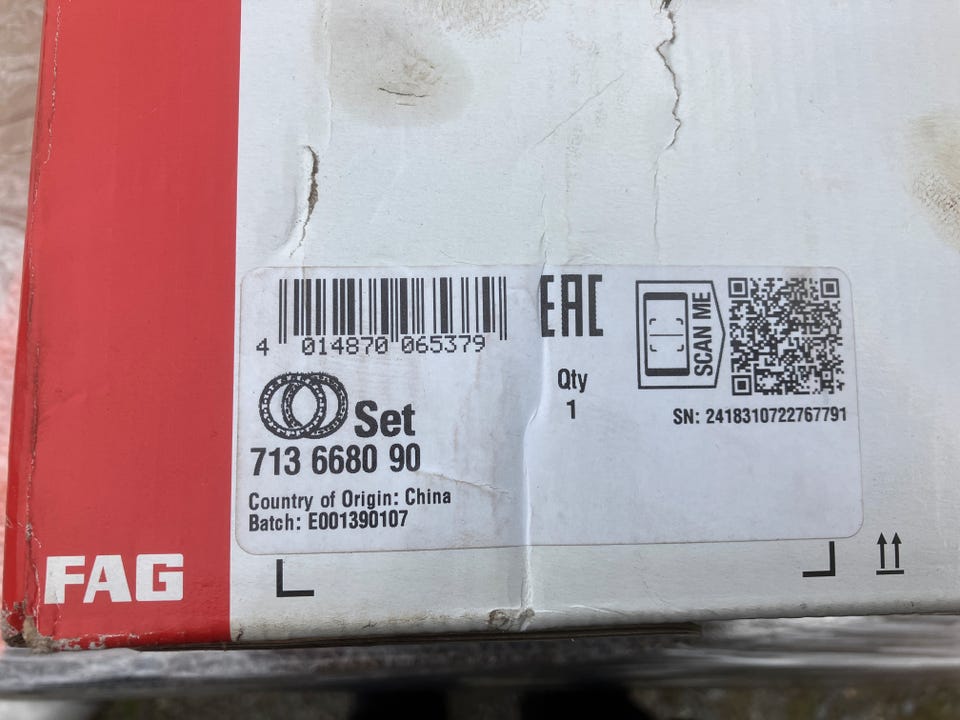 EAC
SCAN ME
4 014870 065379
Qty
1
SN: 2418310722767791
Set
713 6680 90
Country of Origin: China
Batch: E001390107
FAG